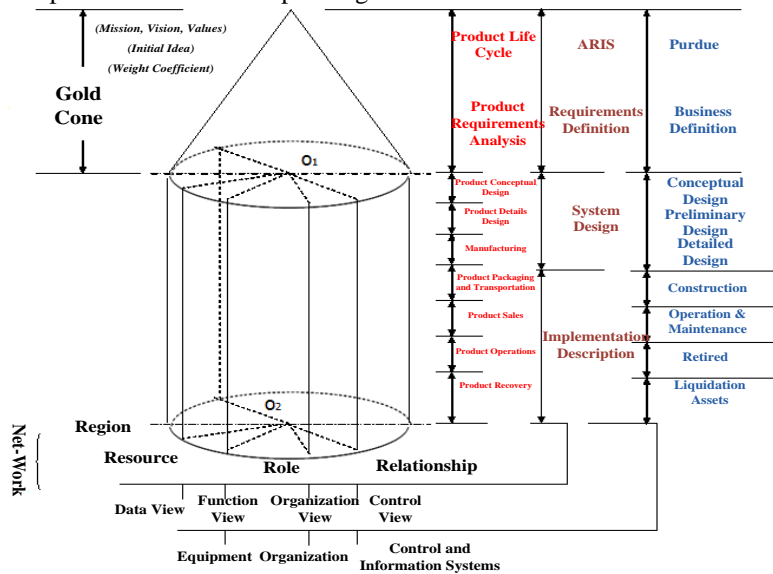 (Mission, Vision, Values)
(Initial Idea)
(Weight Coefficient)
Gold
Cone
O1
Product Life
Cycle
Product
Requirements
Analysis
Product Conceptual
Design
Product Details
Design
Manufacturing
Product Packaging
and Transportation
Product Sales
Product Operations
Product Recovery
ARIS
Requirements
Definition
System
Design
Implementation
Description
Purdue
Business
Definition
Conceptual
Design
Preliminary
Design
Detailed
Design
Construction
Operation &
Maintenance
Retired
Liquidation
Assets
O2
Net-Work
Region
Resource
Role
Relationship
Data View
Function
View
Organization
View
Control
View
Equipment
Organization
Control and
Information Systems